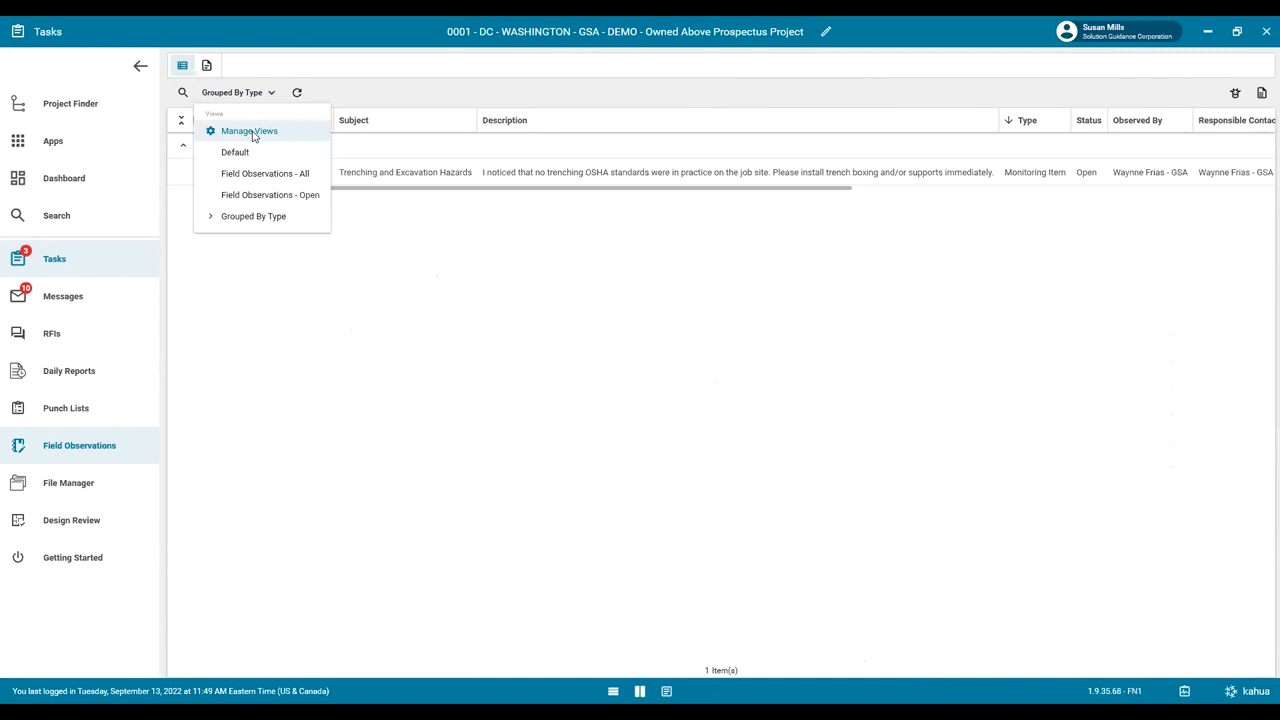 Tasks
0001 - DC - WASHINGTON - GSA - DEMO - Owned Above Prospectus Project
Susan Mills
Solution Guidance Corporation
Project Finder
Apps
Dashboard
Search
3
Tasks
10
Messages
RFIs
Daily Reports
Punch Lists
Field Observations
File Manager
Design Review
Getting Started
Grouped By Type
Views
Manage Views
Default
Field Observations - All
Field Observations - Open
Grouped By Type
Subject Description Type Status Observed By Responsible Contac
Trenching and Excavation Hazards I noticed that no trenching OSHA standards were in practice on the job site. Please install trench boxing and/or supports immediately. Monitoring Item Open Waynne Frias - GSA Waynne Frias - GSA
1 Item(s)
You last logged in Tuesday, September 13, 2022 at 11:49 AM Eastern Time (US & Canada)
1.9.35.68 - FN1
kahua